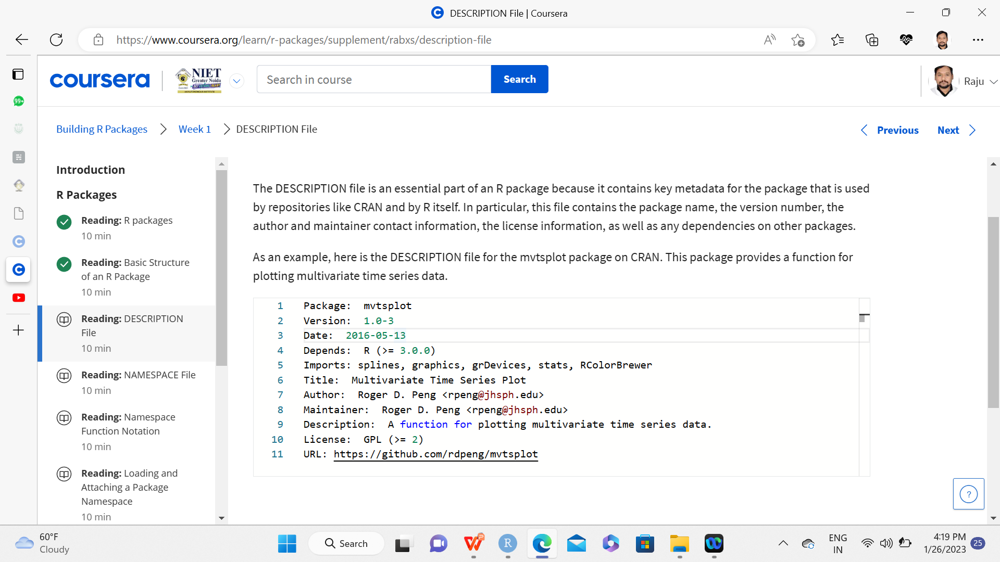 DESCRIPTION File | Coursera
https://www.coursera.org/learn/r-packages/supplement/rabxs/description-file
99+
coursera
NIET
Greater Noida
GET FUTURE READY
AN AUTONOMOUS INSTITUTE
Search in course
Search
Raju
Building R Packages
Week 1
DESCRIPTION File
Previous
Next
Introduction
R Packages
Reading: R packages
10 min
Reading: Basic Structure
of an R Package
10 min
Reading: DESCRIPTION
File
10 min
Reading: NAMESPACE File
10 min
Reading: Namespace
Function Notation
10 min
Reading: Loading and
Attaching a Package
Namespace
10 min
The DESCRIPTION file is an essential part of an R package because it contains key metadata for the package that is used
by repositories like CRAN and by R itself. In particular, this file contains the package name, the version number, the
author and maintainer contact information, the license information, as well as any dependencies on other packages.
As an example, here is the DESCRIPTION file for the mvtsplot package on CRAN. This package provides a function for
plotting multivariate time series data.
1 Package:  mvtsplot
2 Version:  1.0-3
3 Date:  2016-05-13
4 Depends:  R (>= 3.0.0)
5 Imports: splines, graphics, grDevices, stats, RColorBrewer
6 Title:  Multivariate Time Series Plot
7 Author:  Roger D. Peng <rpeng@jhsph.edu>
8 Maintainer:  Roger D. Peng <rpeng@jhsph.edu>
9 Description:  A function for plotting multivariate time series data.
10 License:  GPL (>= 2)
11 URL: https://github.com/rdpeng/mvtsplot
?
60°F
Cloudy
Search
R
ENG
IN
4:19 PM
1/26/2023
25